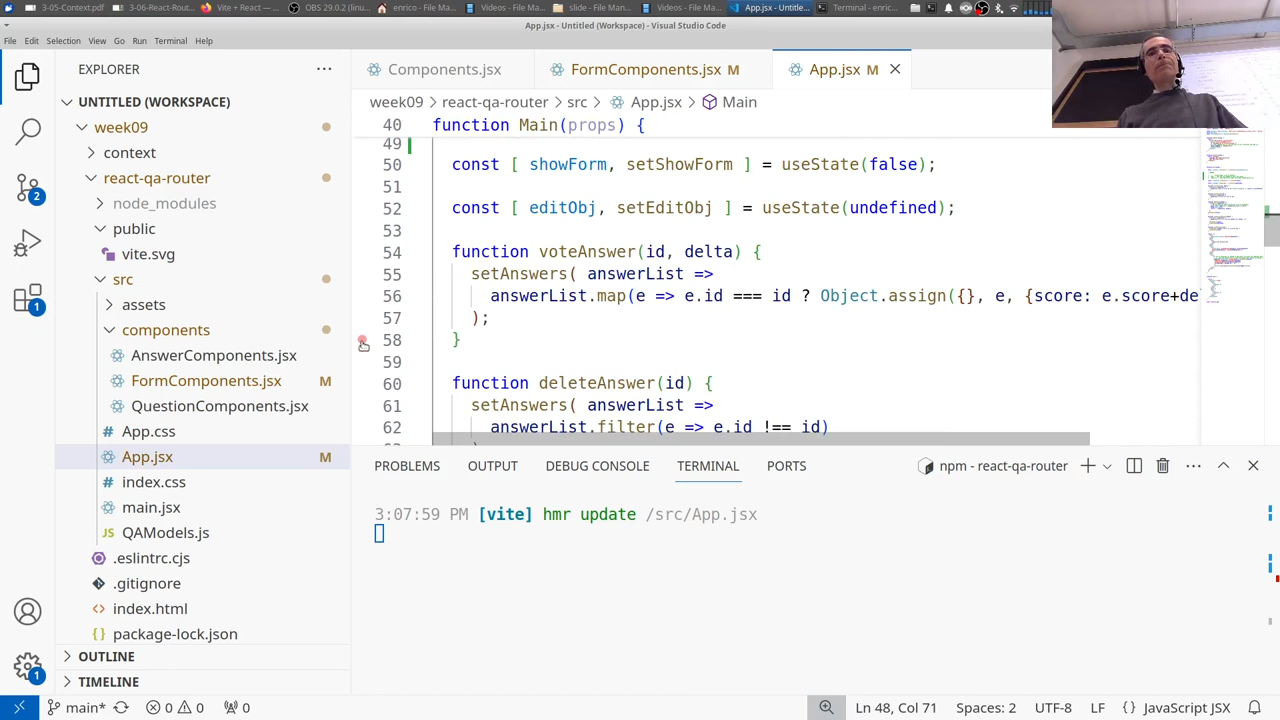 3-05-Context.pdf
3-06-React-Rout...
Vite + React — ...
OBS 29.0.2 (linu...
enrico - File Man...
Videos - File Ma...
slide - File Mana...
Videos - File Ma...
App.jsx - Untitle...
Terminal - enric...
App.jsx - Untitled (Workspace) - Visual Studio Code
File Edit Selection View Go Run Terminal Help
EXPLORER
UNTITLED (WORKSPACE)
week09
context
react-qa-router
node_modules
public
vite.svg
assets
components
AnswerComponents.jsx
FormComponents.jsx M
QuestionComponents.jsx
App.css
App.jsx M
index.css
main.jsx
JS QAModels.js
.eslintrc.cjs
.gitignore
index.html
package-lock.json
OUTLINE
TIMELINE
2
1
1
Components.jsx
FormComponents.jsx M
App.jsx M
week09 > react-qa-router > src > App.jsx > Main
40 function Main(props) {
49
50 const showForm setShowForm ] = useState(false);
51
const setEditObj ] = useState(undefined)
53
54 function voteAnswer(id,delta) {
55 setAnswers answerList
56 answerList.map(e => e.id === id ? Object.assign({}, e, {score: e.score+de
57 );
58 }
59
60 function deleteAnswer(id) {
61 setAnswers( answerList =>
62 answerList.filter(e => e.id !== id)
PROBLEMS OUTPUT DEBUG CONSOLE TERMINAL PORTS
npm - react-qa-router
3:07:59 PM [vite] hmr update /src/App.jsx
main* 0 0 0
Ln 48, Col 71 Spaces: 2 UTF-8 LF {} JavaScript JSX